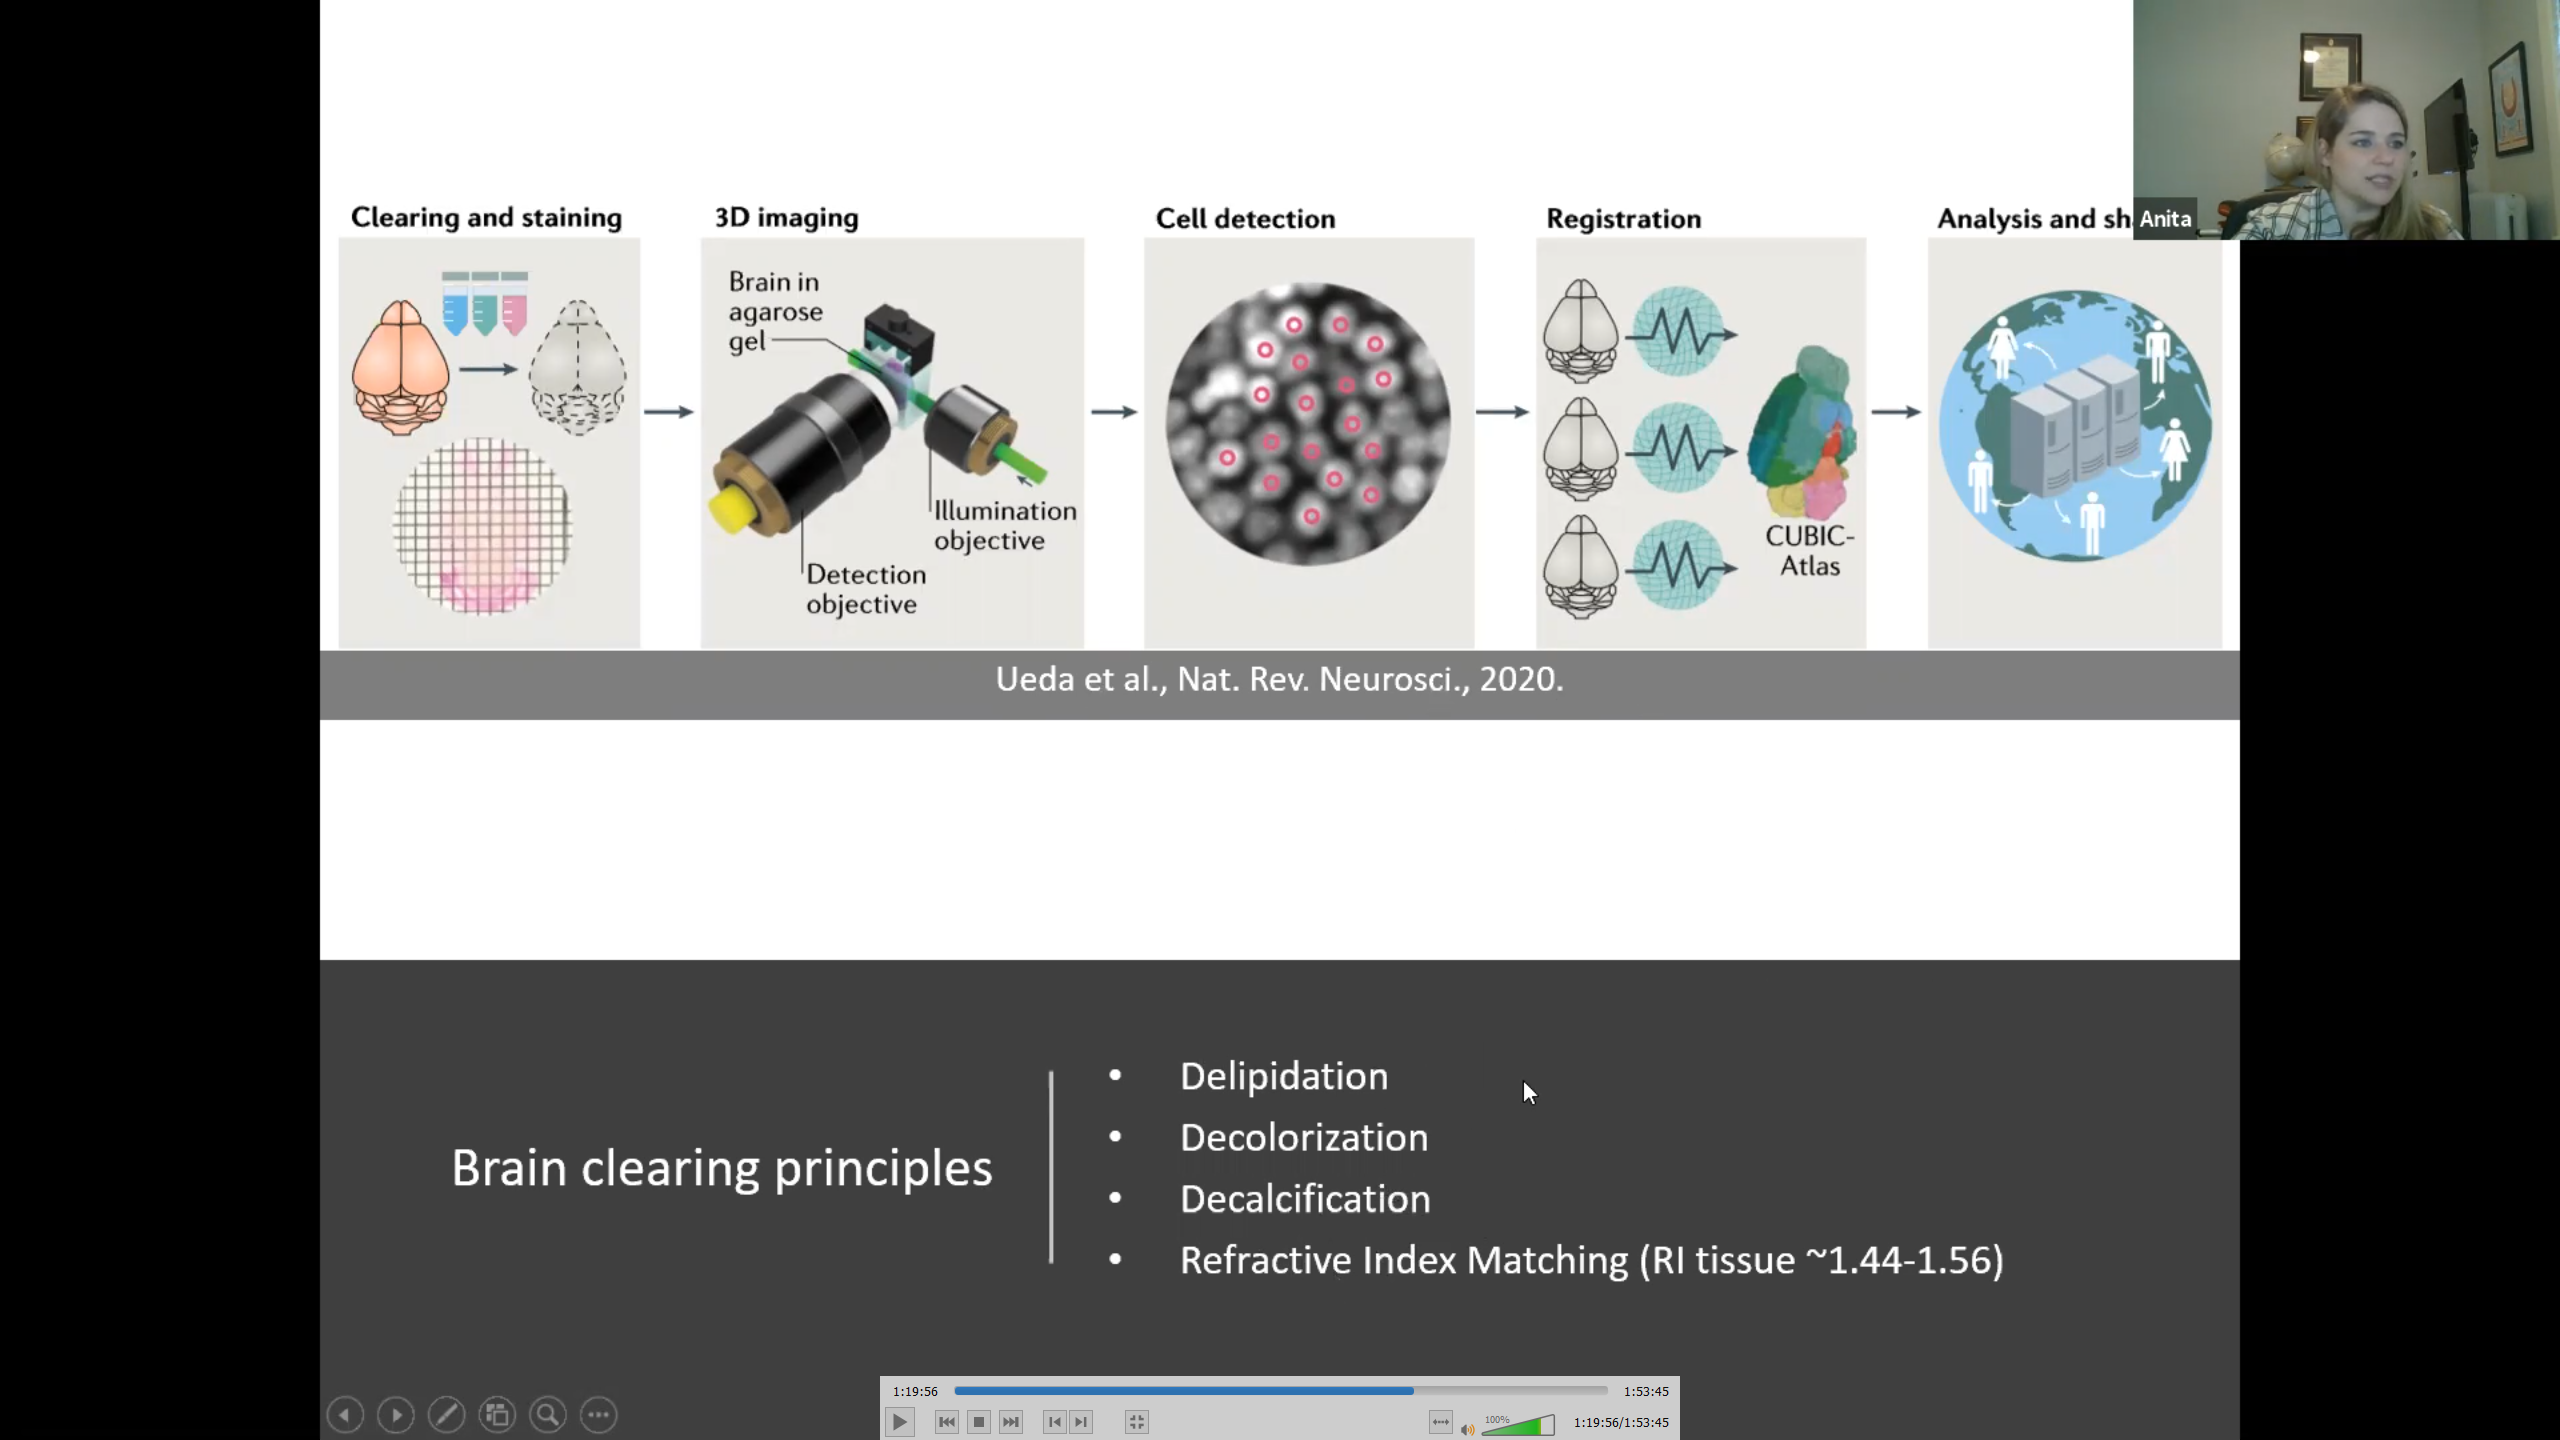 Clearing and staining
3D imaging
Cell detection
Registration
Analysis and sh
Anita
Brain in
agarose
gel
Illumination
objective
Detection
objective
CUBIC-
Atlas
Ueda et al., Nat. Rev. Neurosci., 2020.
Brain clearing principles
• Delipidation
• Decolorization
• Decalcification
• Refractive Index Matching (RI tissue ~1.44-1.56)
1:19:56
1:53:45
100%
1:19:56/1:53:45